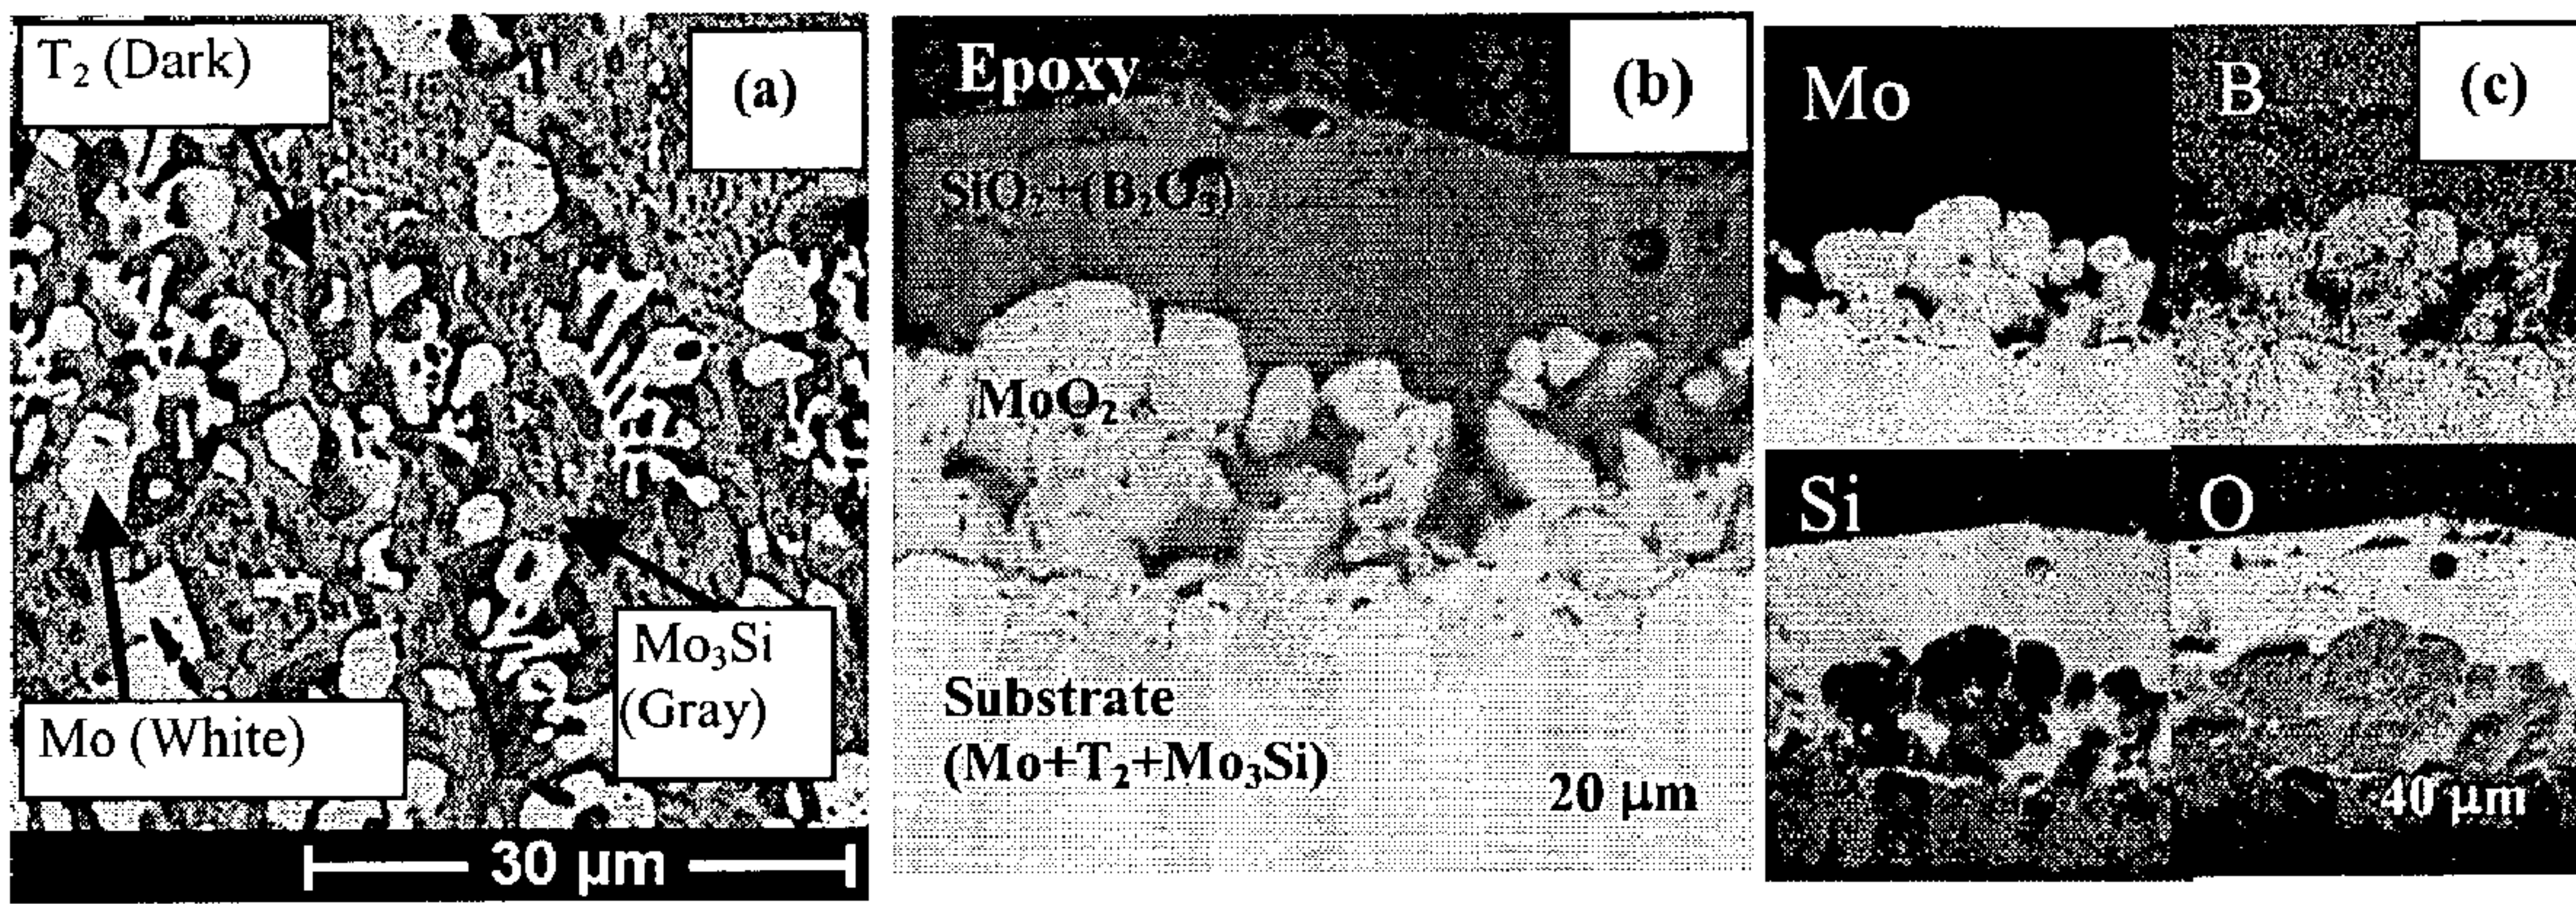 T₂ (Dark)
(a)
Mo (White)
Mo₃Si
(Gray)
30 μm
Epoxy
(b)
SiO₂+(B₂O₃)
MoO₂
Substrate
(Mo+T₂+Mo₃Si)
20 μm
Mo
B
(c)
Si
O
40 μm